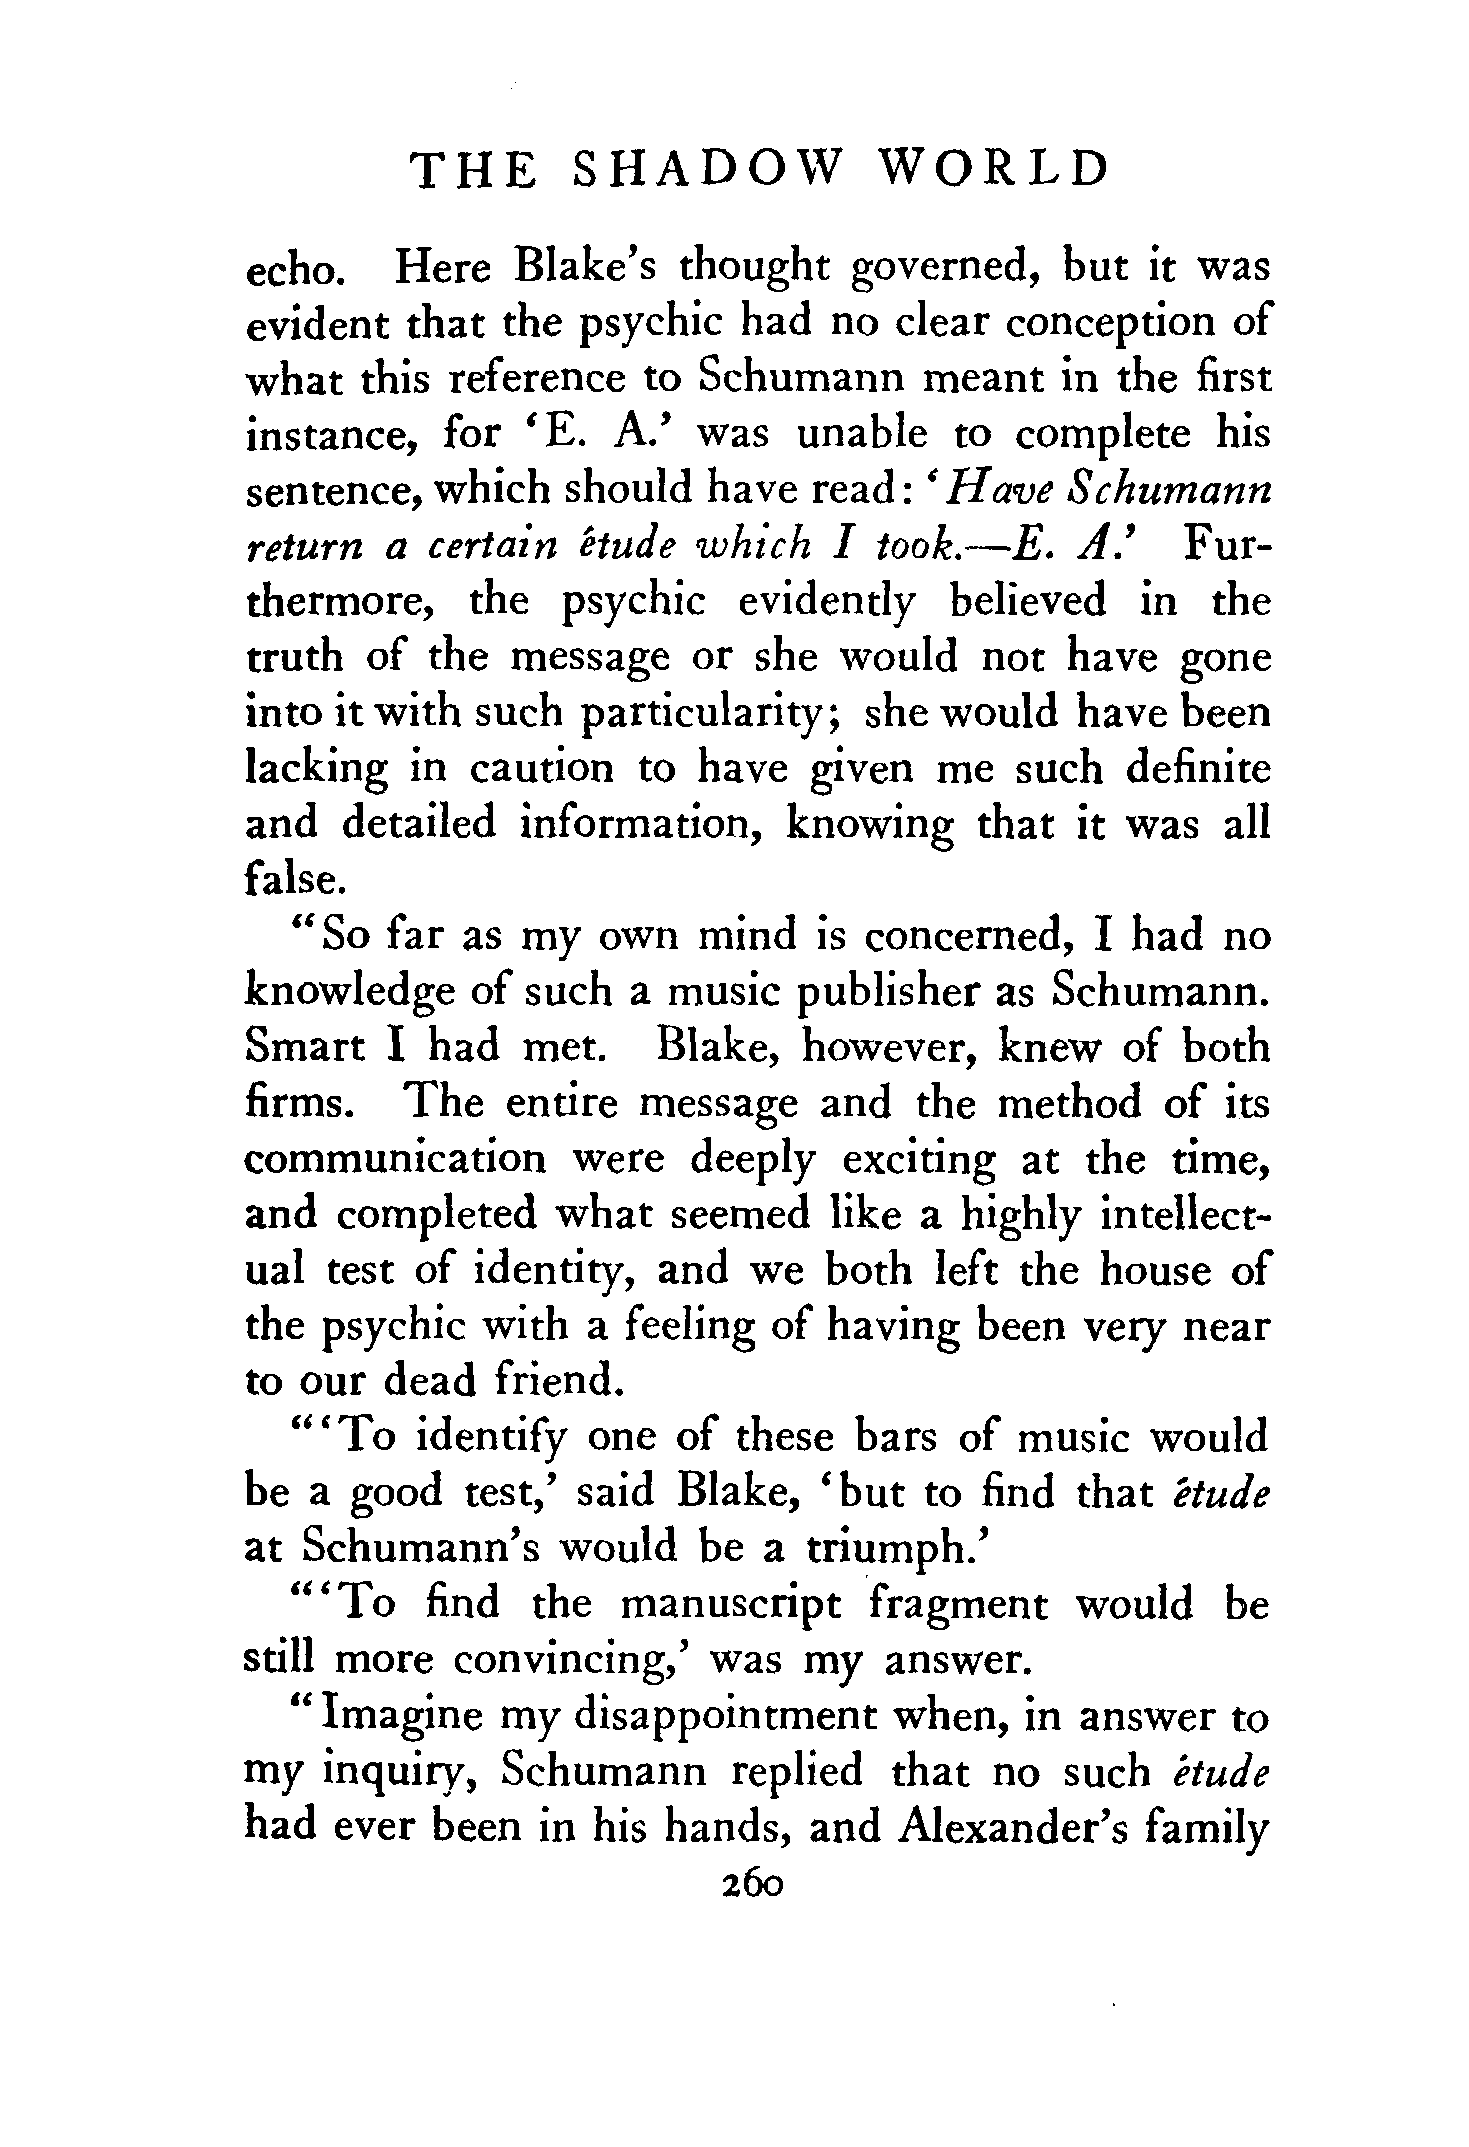 THE SHADOW WORLD
echo. Here Blake's thought governed, but it was
evident that the psychic had no clear conception of
what this reference to Schumann meant in the first
instance, for 'E. A.' was unable to complete his
sentence, which should have read: 'Have Schumann
return a certain étude which I took.—E. A.' Fur-
thermore, the psychic evidently believed in the
truth of the message or she would not have gone
into it with such particularity; she would have been
lacking in caution to have given me such definite
and detailed information, knowing that it was all
false.
"So far as my own mind is concerned, I had no
knowledge of such a music publisher as Schumann.
Smart I had met. Blake, however, knew of both
firms. The entire message and the method of its
communication were deeply exciting at the time,
and completed what seemed like a highly intellect-
ual test of identity, and we both left the house of
the psychic with a feeling of having been very near
to our dead friend.
"'To identify one of these bars of music would
be a good test,' said Blake, 'but to find that étude
at Schumann's would be a triumph.'
"'To find the manuscript fragment would be
still more convincing,' was my answer.
"Imagine my disappointment when, in answer to
my inquiry, Schumann replied that no such étude
had ever been in his hands, and Alexander's family
260